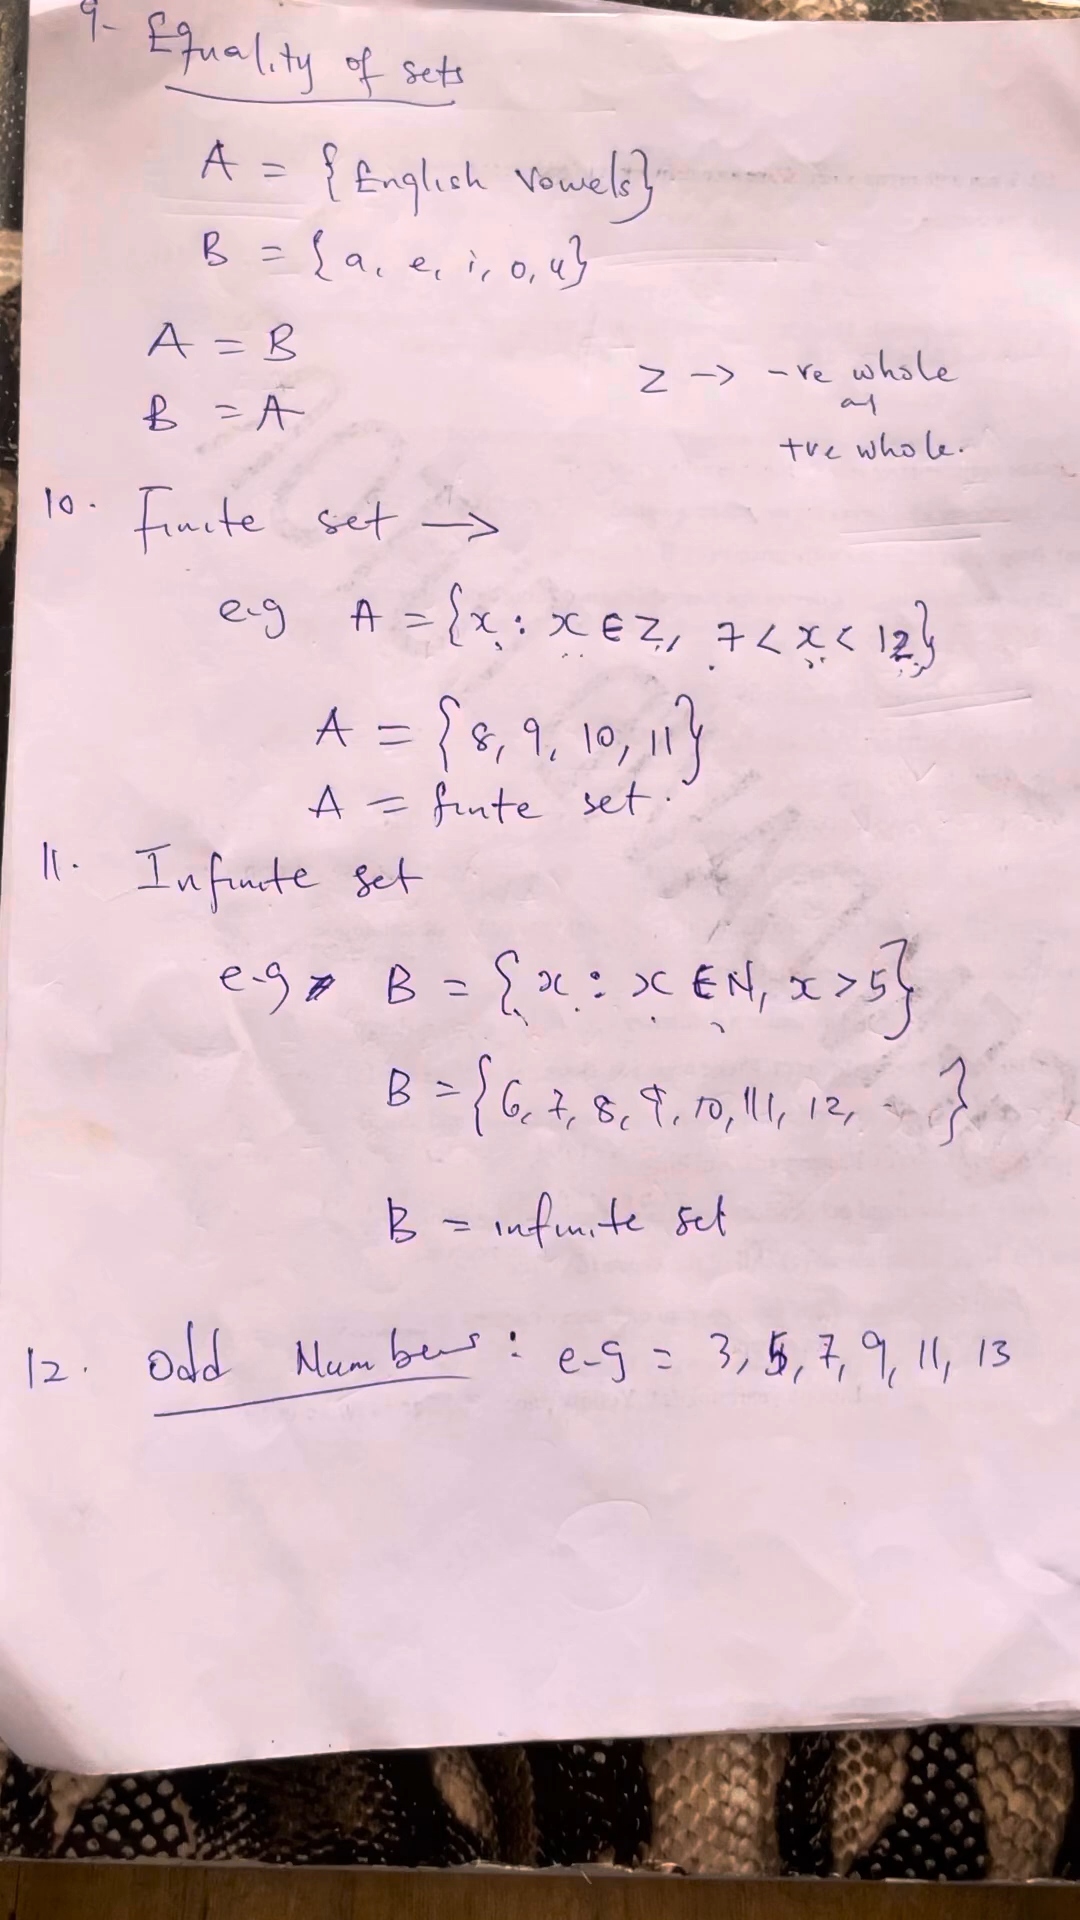 9- Equality of sets
A = {English Vowels}
B = {a, e, i, o, u}
A = B
B = A
Z -> -ve whole
and
+ve whole.
10. Finite set ->
e.g A = {x : x ∈ Z, 7 < x < 12}
A = {8, 9, 10, 11}
A = finte set.
11. Infinite set
e.g B = {x : x ∈ N, x > 5}
B = {6, 7, 8, 9, 10, 11, 12, - - }
B = infinite set
12. Odd Numbers : e-g = 3, 5, 7, 9, 11, 13